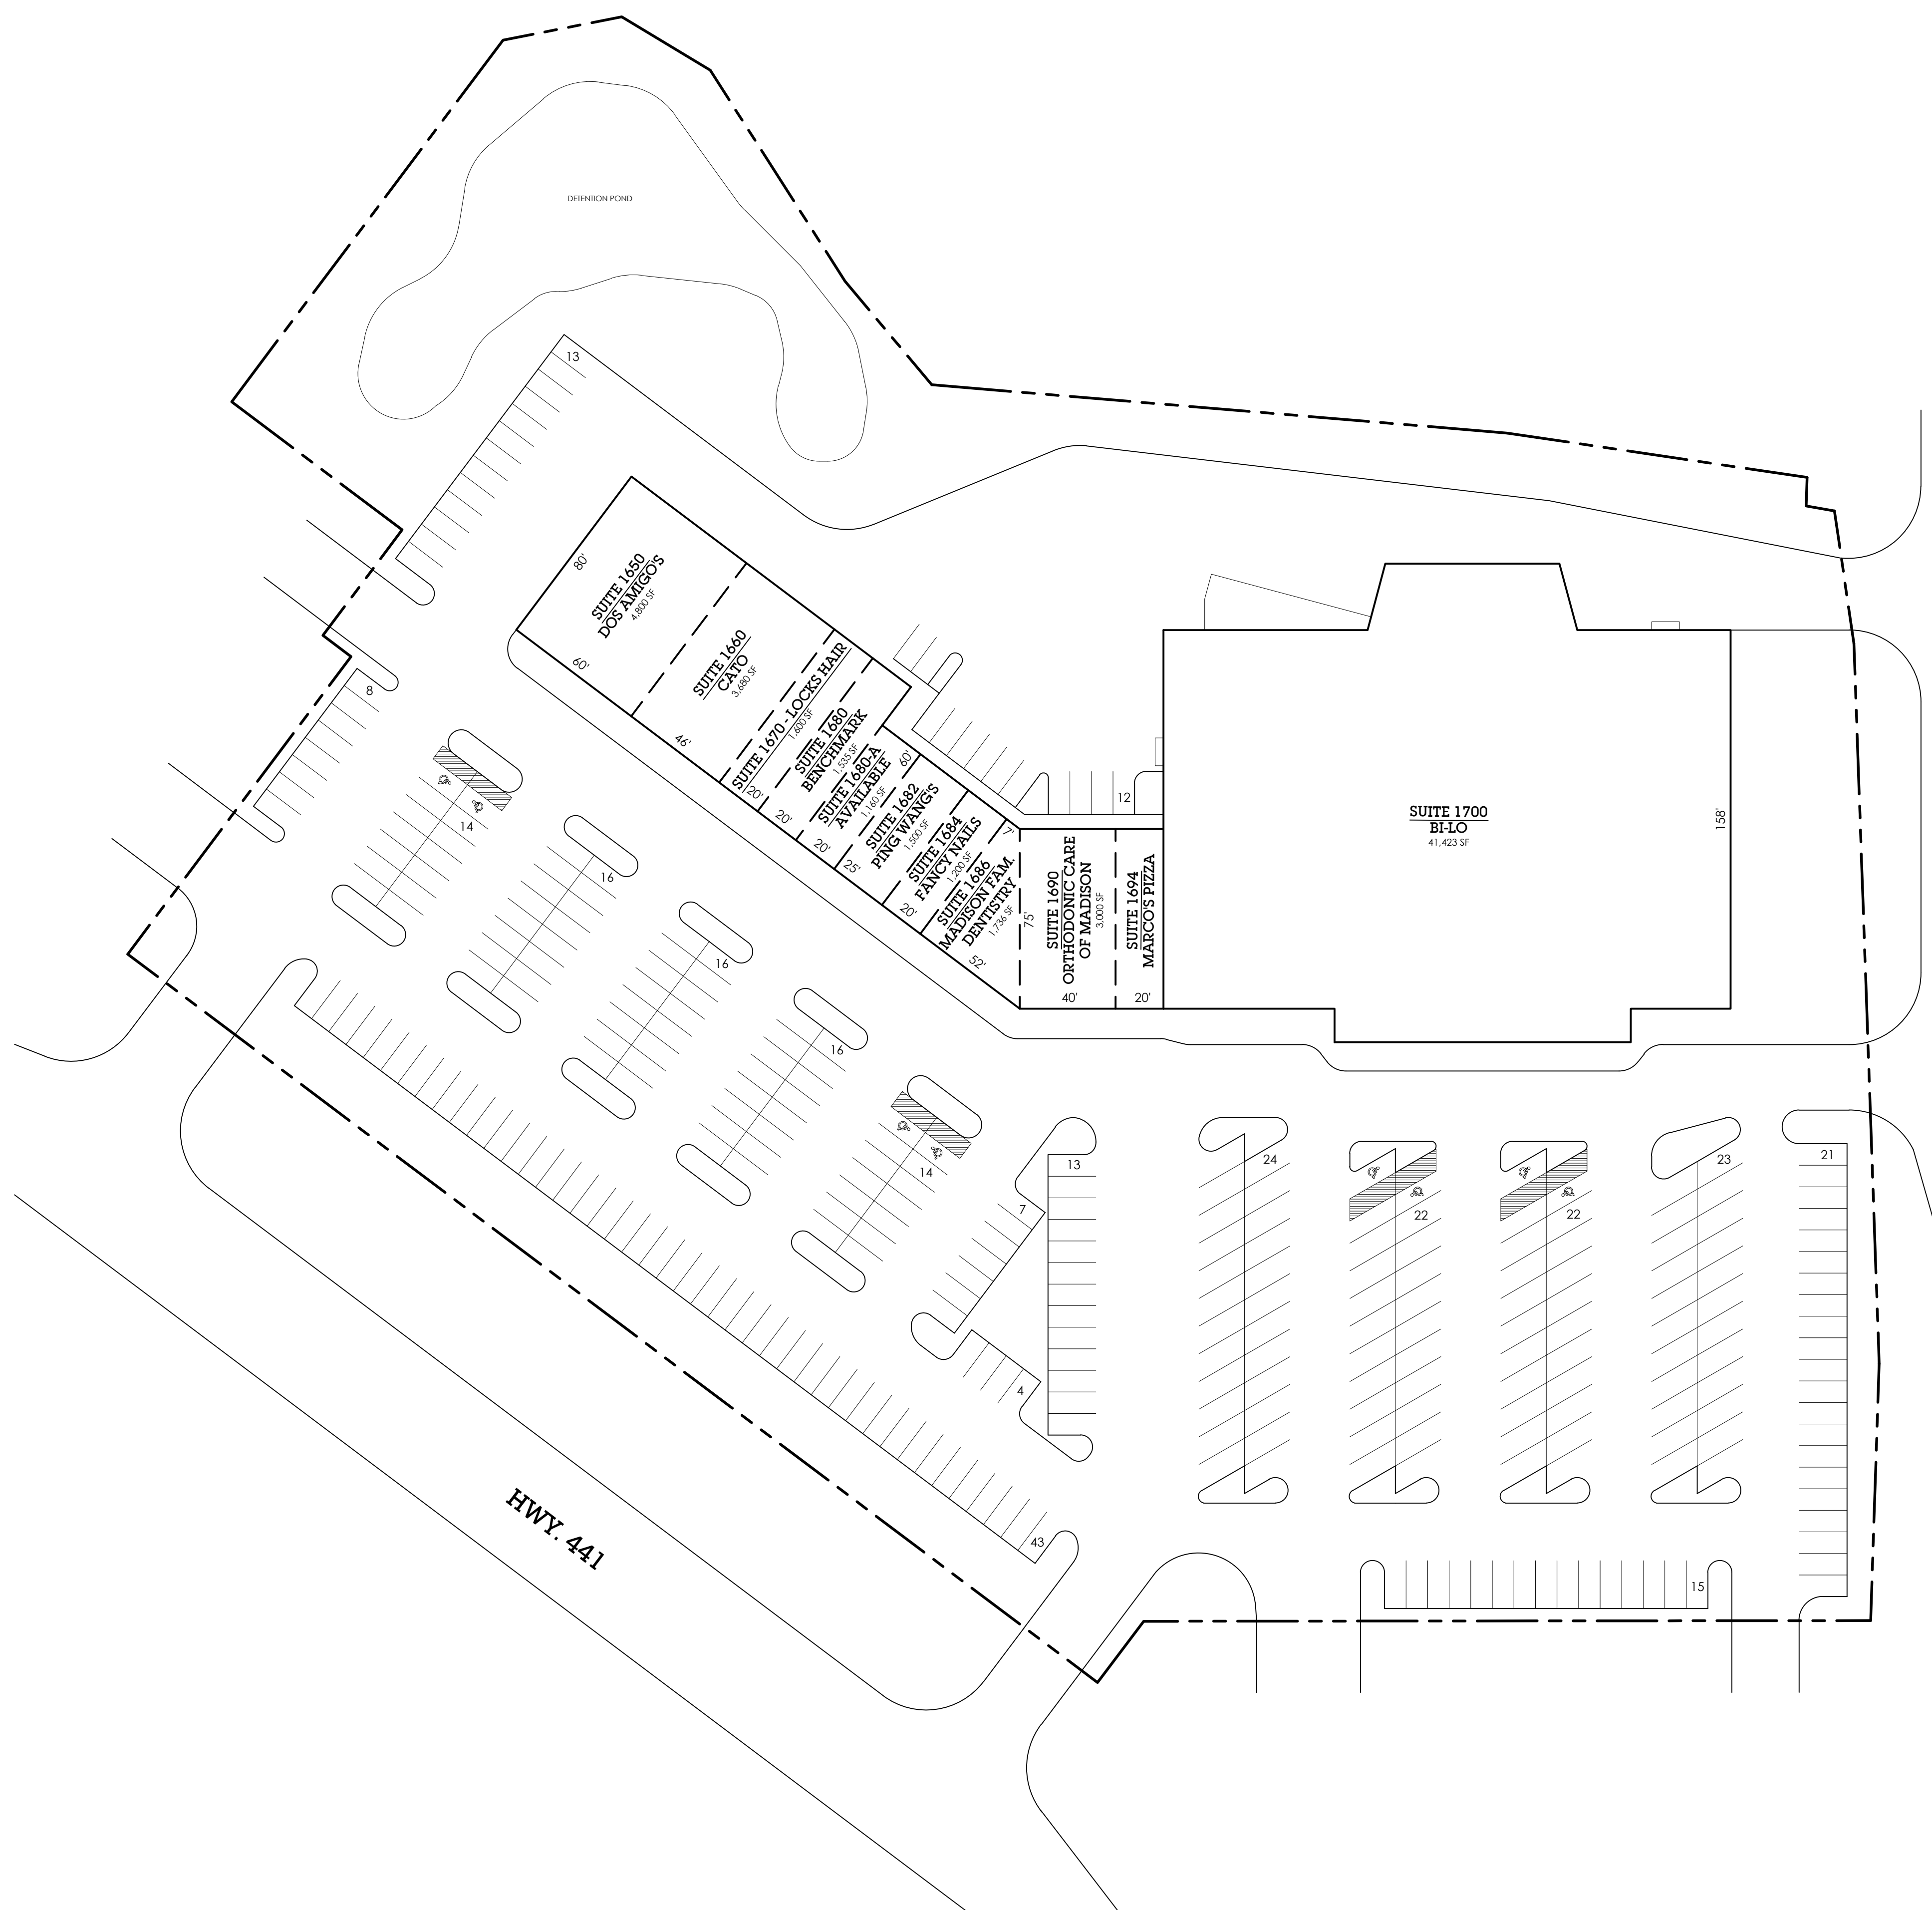 DETENTION POND
13
SUITE 1650
DOS AMIGO'S
4,800 SF
80'
60'
SUITE 1660
CATO
3,680 SF
46'
SUITE 1670 - LOCKS HAIR
1,600 SF
20'
SUITE 1680
BENCHMARK
1,535 SF
20'
SUITE 1680-A
AVAILABLE
1,160 SF
20'
60'
SUITE 1682
PING WANG'S
1,500 SF
25'
SUITE 1684
FANCY NAILS
1,200 SF
20'
7'
SUITE 1686
MADISON FAM.
DENTISTRY
1,736 SF
52'
75'
SUITE 1690
ORTHODONIC CARE
OF MADISON
3,000 SF
40'
SUITE 1694
MARCO'S PIZZA
20'
12
SUITE 1700
BI-LO
41,423 SF
158'
8
14
16
16
16
14
13
7
4
43
24
22
22
23
21
15
HWY. 441